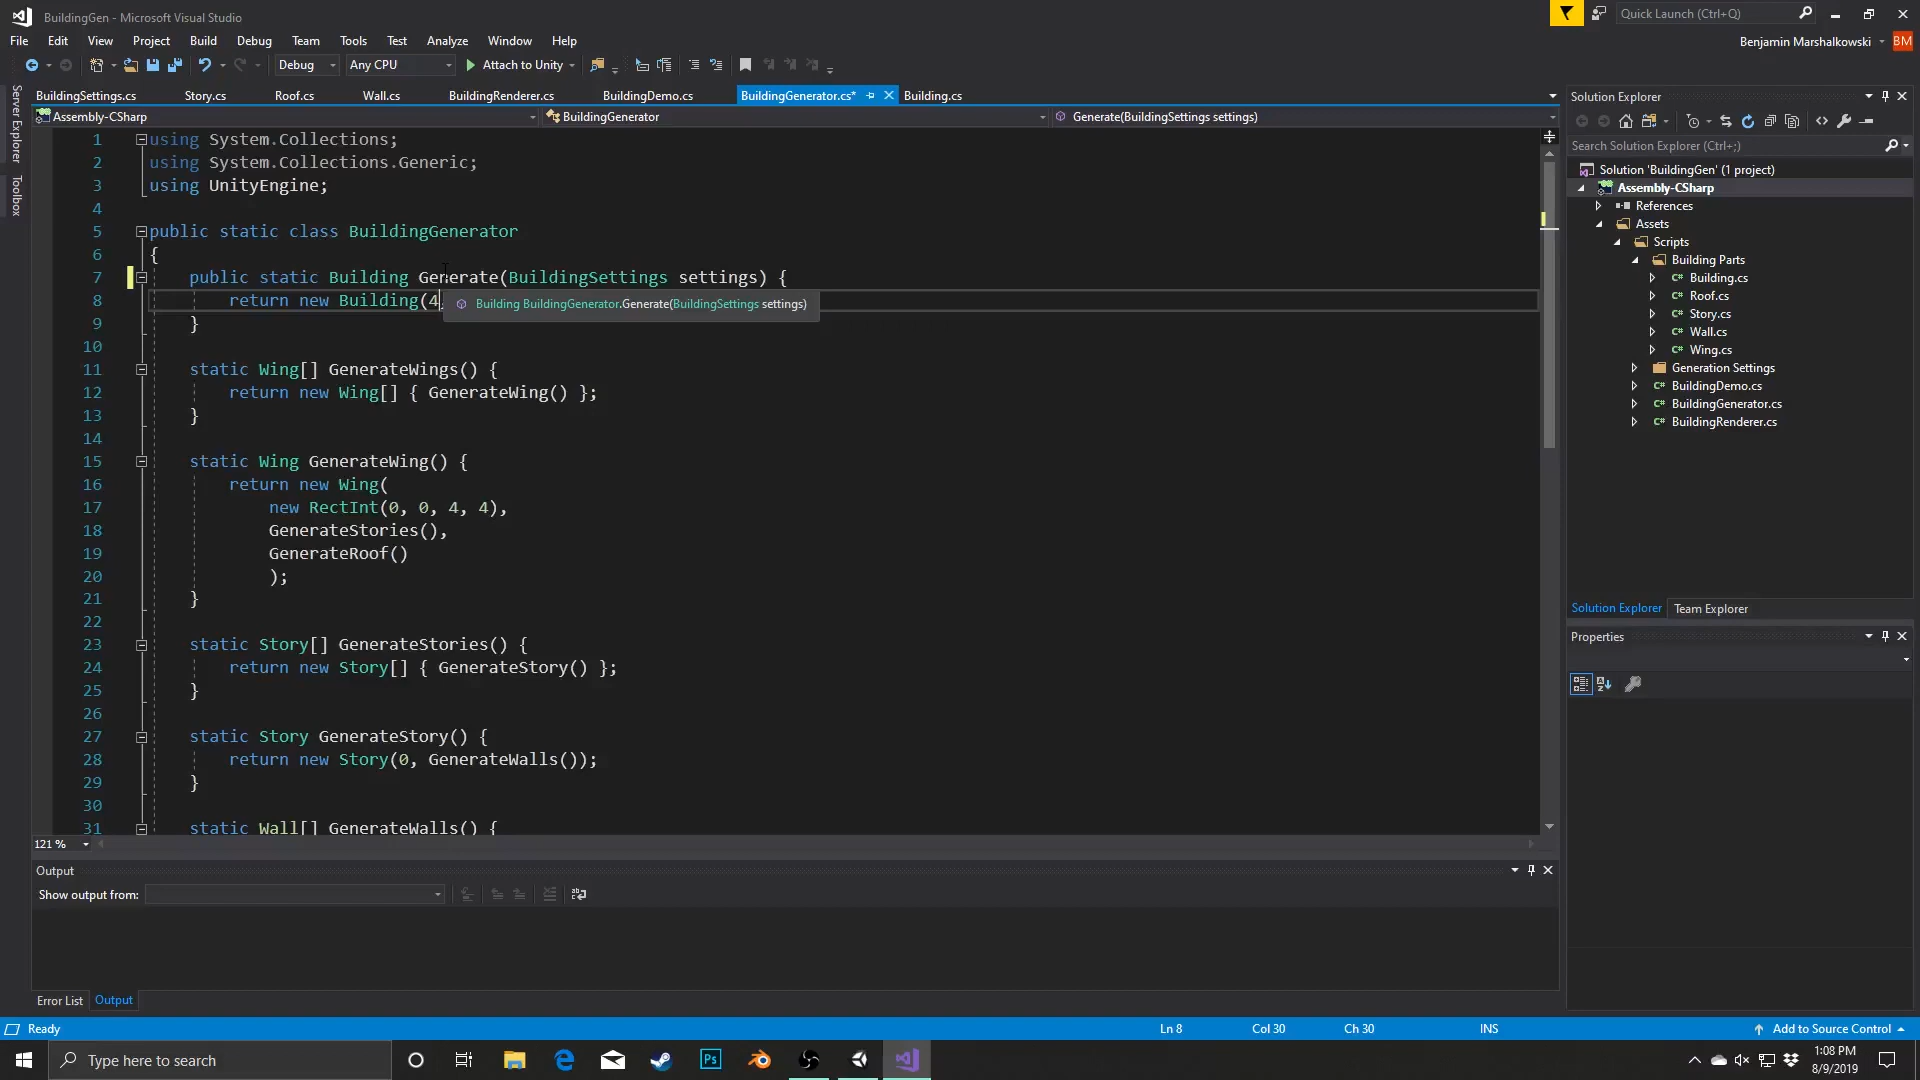 BuildingGen - Microsoft Visual Studio
Quick Launch (Ctrl+Q)
File Edit View Project Build Debug Team Tools Test Analyze Window Help
Benjamin Marshalkowski BM
Debug Any CPU Attach to Unity
BuildingSettings.cs Story.cs Roof.cs Wall.cs BuildingRenderer.cs BuildingDemo.cs BuildingGenerator.cs* Building.cs
Assembly-CSharp BuildingGenerator Generate(BuildingSettings settings)
Server Explorer
Toolbox
1 using System.Collections;
2 using System.Collections.Generic;
3 using UnityEngine;
4
5 public static class BuildingGenerator
6 {
7 public static Building Generate(BuildingSettings settings) {
8 return new Building(4
Building BuildingGenerator.Generate(BuildingSettings settings)
9 }
10
11 static Wing[] GenerateWings() {
12 return new Wing[] { GenerateWing() };
13 }
14
15 static Wing GenerateWing() {
16 return new Wing(
17 new RectInt(0, 0, 4, 4),
18 GenerateStories(),
19 GenerateRoof()
20 );
21 }
22
23 static Story[] GenerateStories() {
24 return new Story[] { GenerateStory() };
25 }
26
27 static Story GenerateStory() {
28 return new Story(0, GenerateWalls());
29 }
30
31 static Wall[] GenerateWalls() {
121 %
Output
Show output from:
Error List Output
Solution Explorer
Search Solution Explorer (Ctrl+;)
Solution 'BuildingGen' (1 project)
Assembly-CSharp
References
Assets
Scripts
Building Parts
C# Building.cs
C# Roof.cs
C# Story.cs
C# Wall.cs
C# Wing.cs
Generation Settings
C# BuildingDemo.cs
C# BuildingGenerator.cs
C# BuildingRenderer.cs
Solution Explorer Team Explorer
Properties
Ready Ln 8 Col 30 Ch 30 INS Add to Source Control
Type here to search
Ps
1:08 PM
8/9/2019